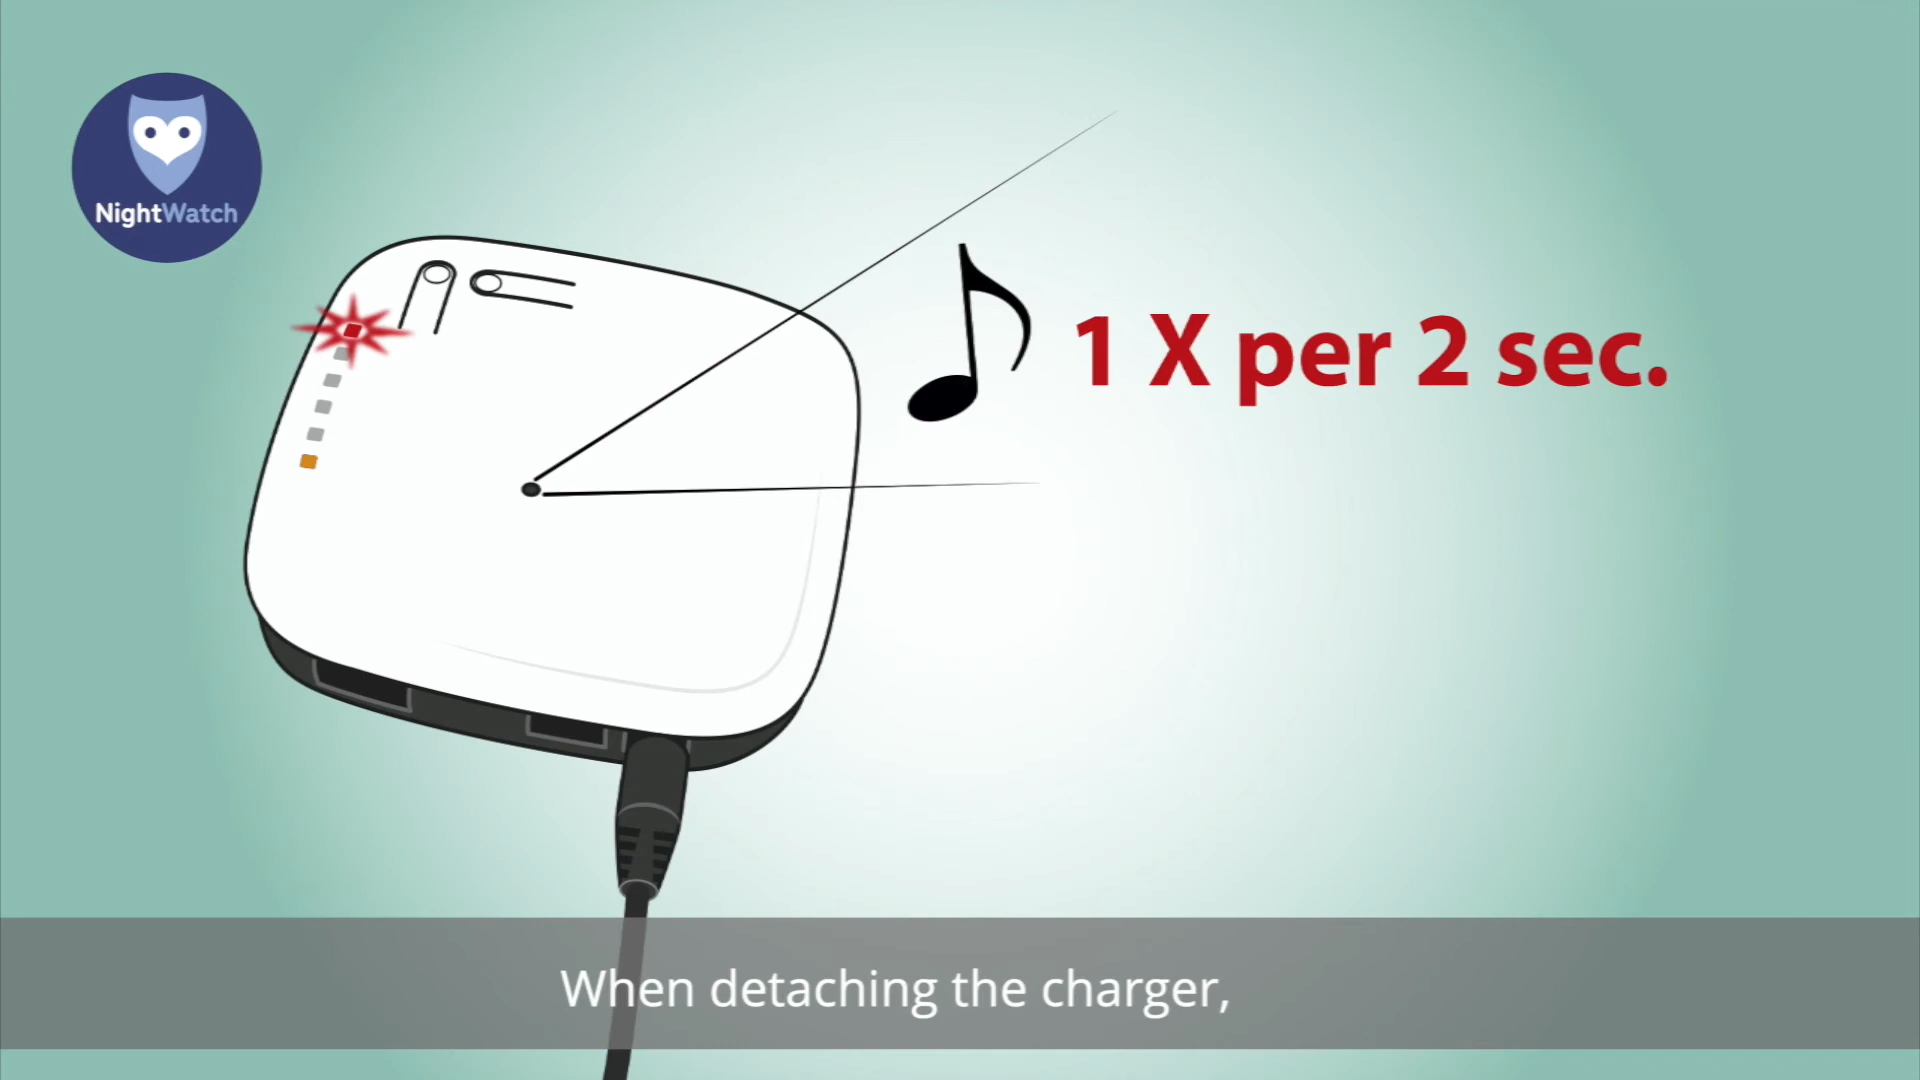 NightWatch
1 X per 2 sec.
When detaching the charger,